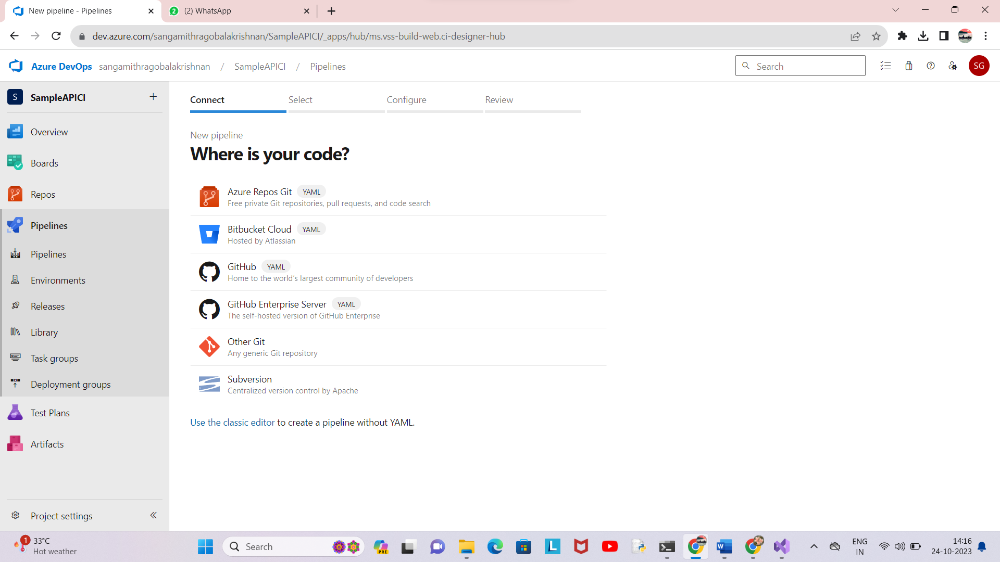 New pipeline - Pipelines
2 (2) WhatsApp
dev.azure.com/sangamithragobalakrishnan/SampleAPICI/_apps/hub/ms.vss-build-web.ci-designer-hub
Azure DevOps sangamithragobalakrishnan / SampleAPICI / Pipelines
Search
SG
S SampleAPICI
Overview
Boards
Repos
Pipelines
Pipelines
Environments
Releases
Library
Task groups
Deployment groups
Test Plans
Artifacts
Project settings
Connect Select Configure Review
New pipeline
Where is your code?
Azure Repos Git YAML
Free private Git repositories, pull requests, and code search
Bitbucket Cloud YAML
Hosted by Atlassian
GitHub YAML
Home to the world's largest community of developers
GitHub Enterprise Server YAML
The self-hosted version of GitHub Enterprise
Other Git
Any generic Git repository
Subversion
Centralized version control by Apache
Use the classic editor to create a pipeline without YAML.
1 33°C
Hot weather
Search
PRE
L
W
ENG
IN
14:16
24-10-2023